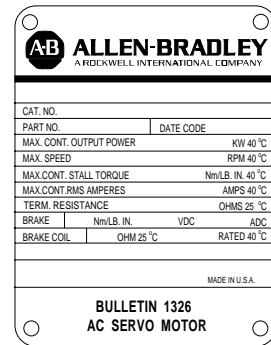 A-B ALLEN-BRADLEY
A ROCKWELL INTERNATIONAL COMPANY
CAT. NO.
PART NO. DATE CODE
MAX. CONT. OUTPUT POWER KW 40 °C
MAX. SPEED RPM 40 °C
MAX.CONT. STALL TORQUE Nm/LB. IN. 40 °C
MAX.CONT.RMS AMPERES AMPS 40 °C
TERM. RESISTANCE OHMS 25 °C
BRAKE Nm/LB. IN. VDC ADC
BRAKE COIL OHM 25 °C RATED 40 °C
MADE IN U.S.A.
BULLETIN 1326
AC SERVO MOTOR